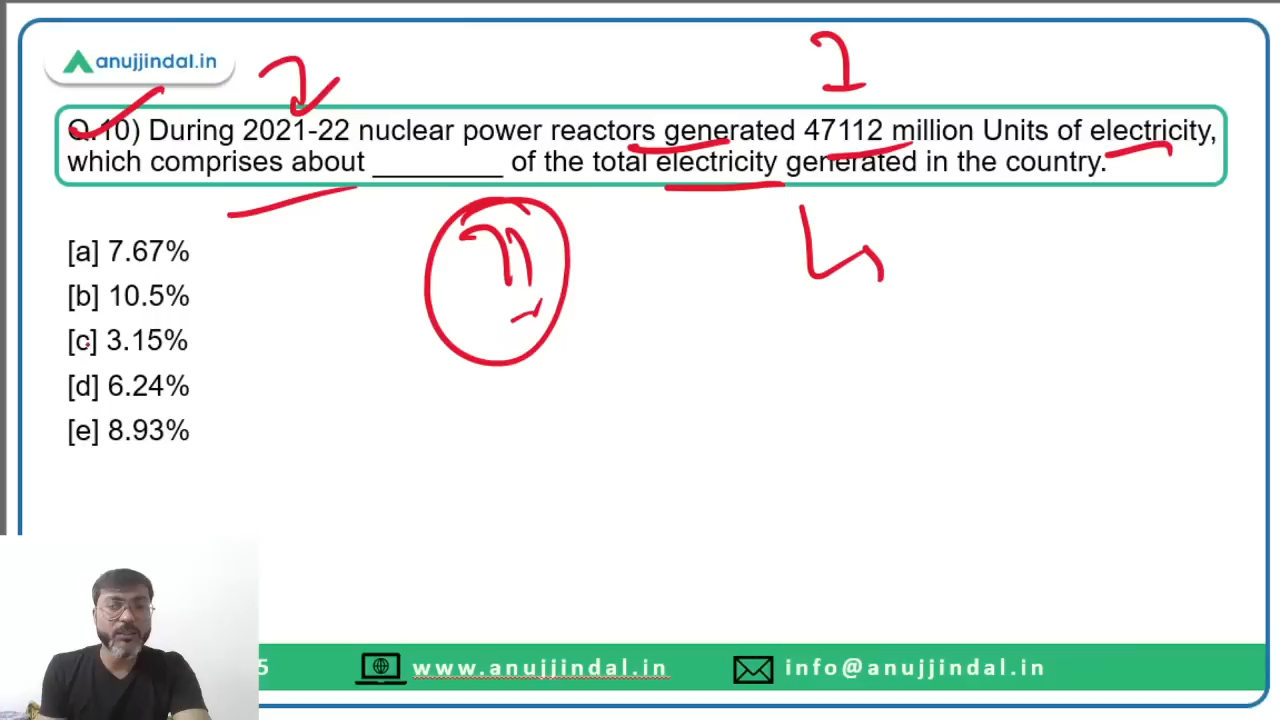 anujjindal.in
Q.10) During 2021-22 nuclear power reactors generated 47112 million Units of electricity,
which comprises about ________ of the total electricity generated in the country.
[a] 7.67%
[b] 10.5%
[c] 3.15%
[d] 6.24%
[e] 8.93%
5
www.anujjindal.in
info@anujjindal.in